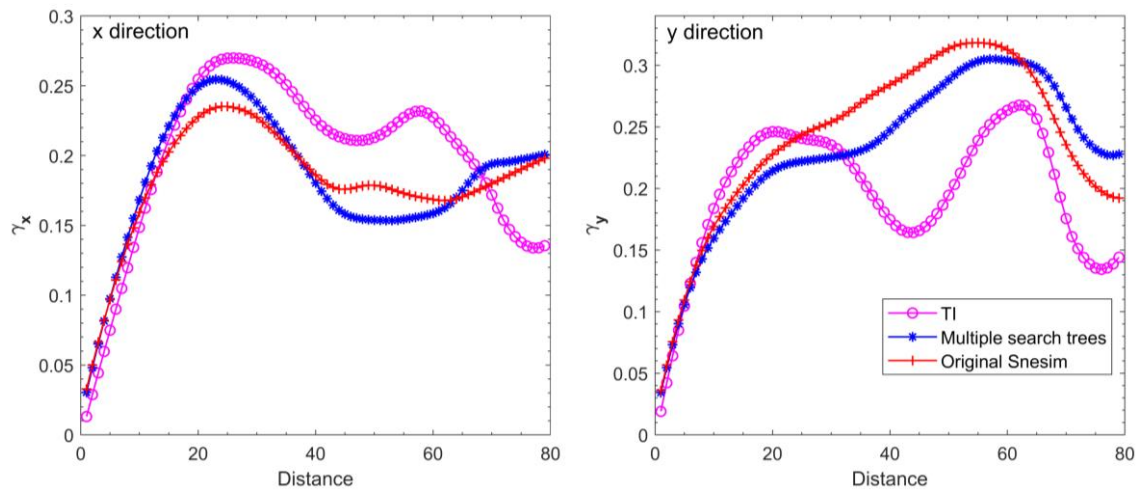 x direction
0.3
0.25
0.2
0.15
0.1
0.05
0
γx
0
20
40
60
80
Distance
y direction
0.3
0.25
0.2
0.15
0.1
0.05
0
γy
0
20
40
60
80
Distance
TI
Multiple search trees
Original Snesim